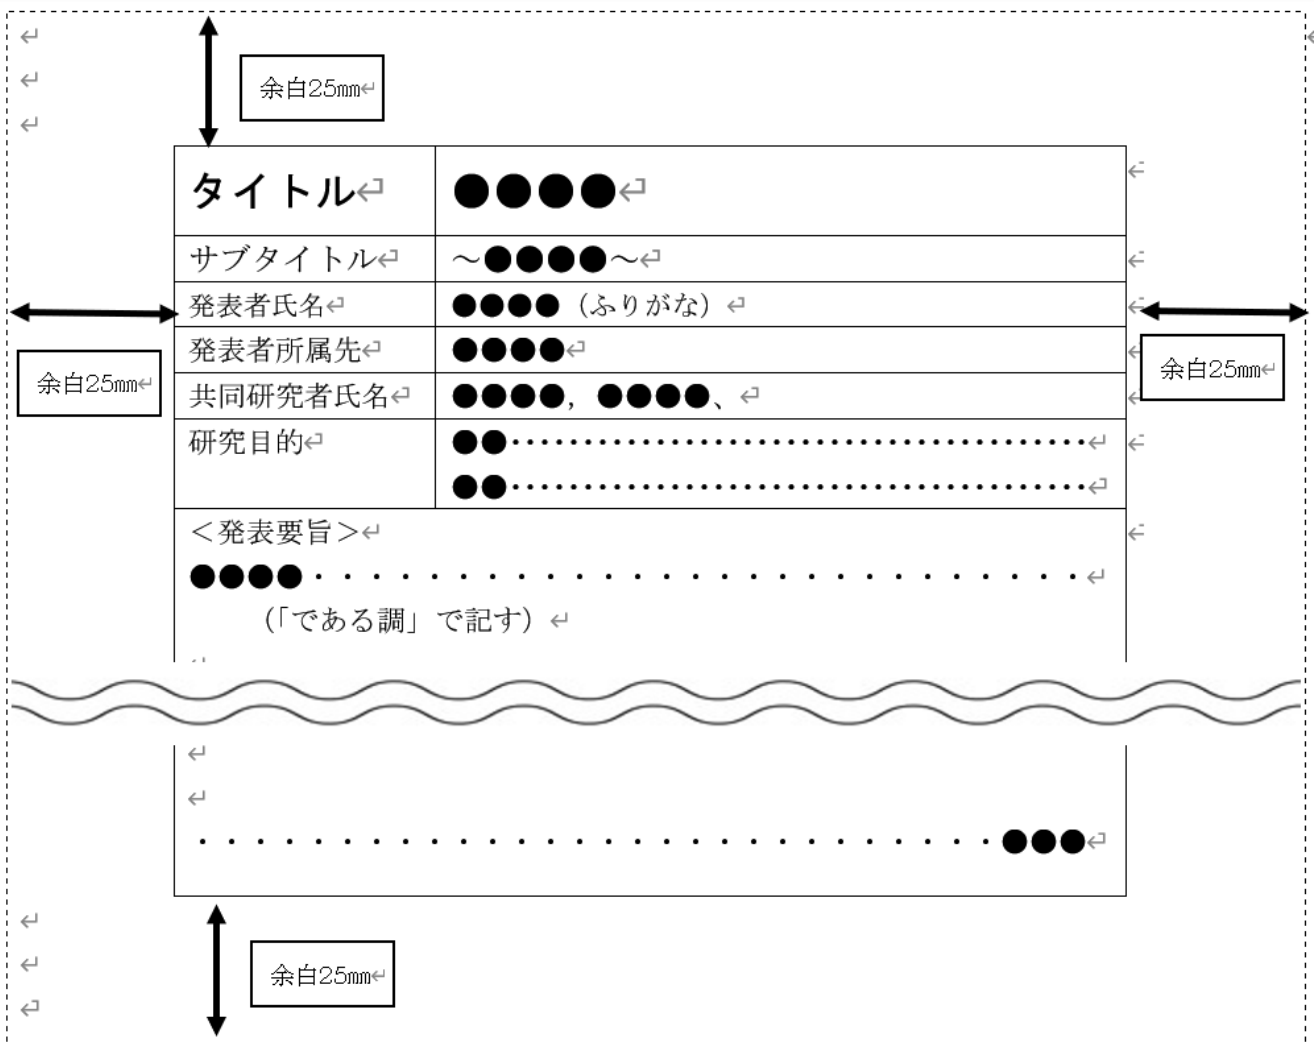 余白25mm
タイトル ●●●●
サブタイトル ～●●●●～
発表者氏名 ●●●●（ふりがな）
発表者所属先 ●●●●
余白25mm
余白25mm
共同研究者氏名 ●●●●，●●●●、
研究目的 ●●････････････････････････････････････････
●●････････････････････････････････････････
＜発表要旨＞
●●●●・・・・・・・・・・・・・・・・・・・・・・・・・・・
（「である調」で記す）
・・・・・・・・・・・・・・・・・・・・・・・・・・・・●●●
余白25mm